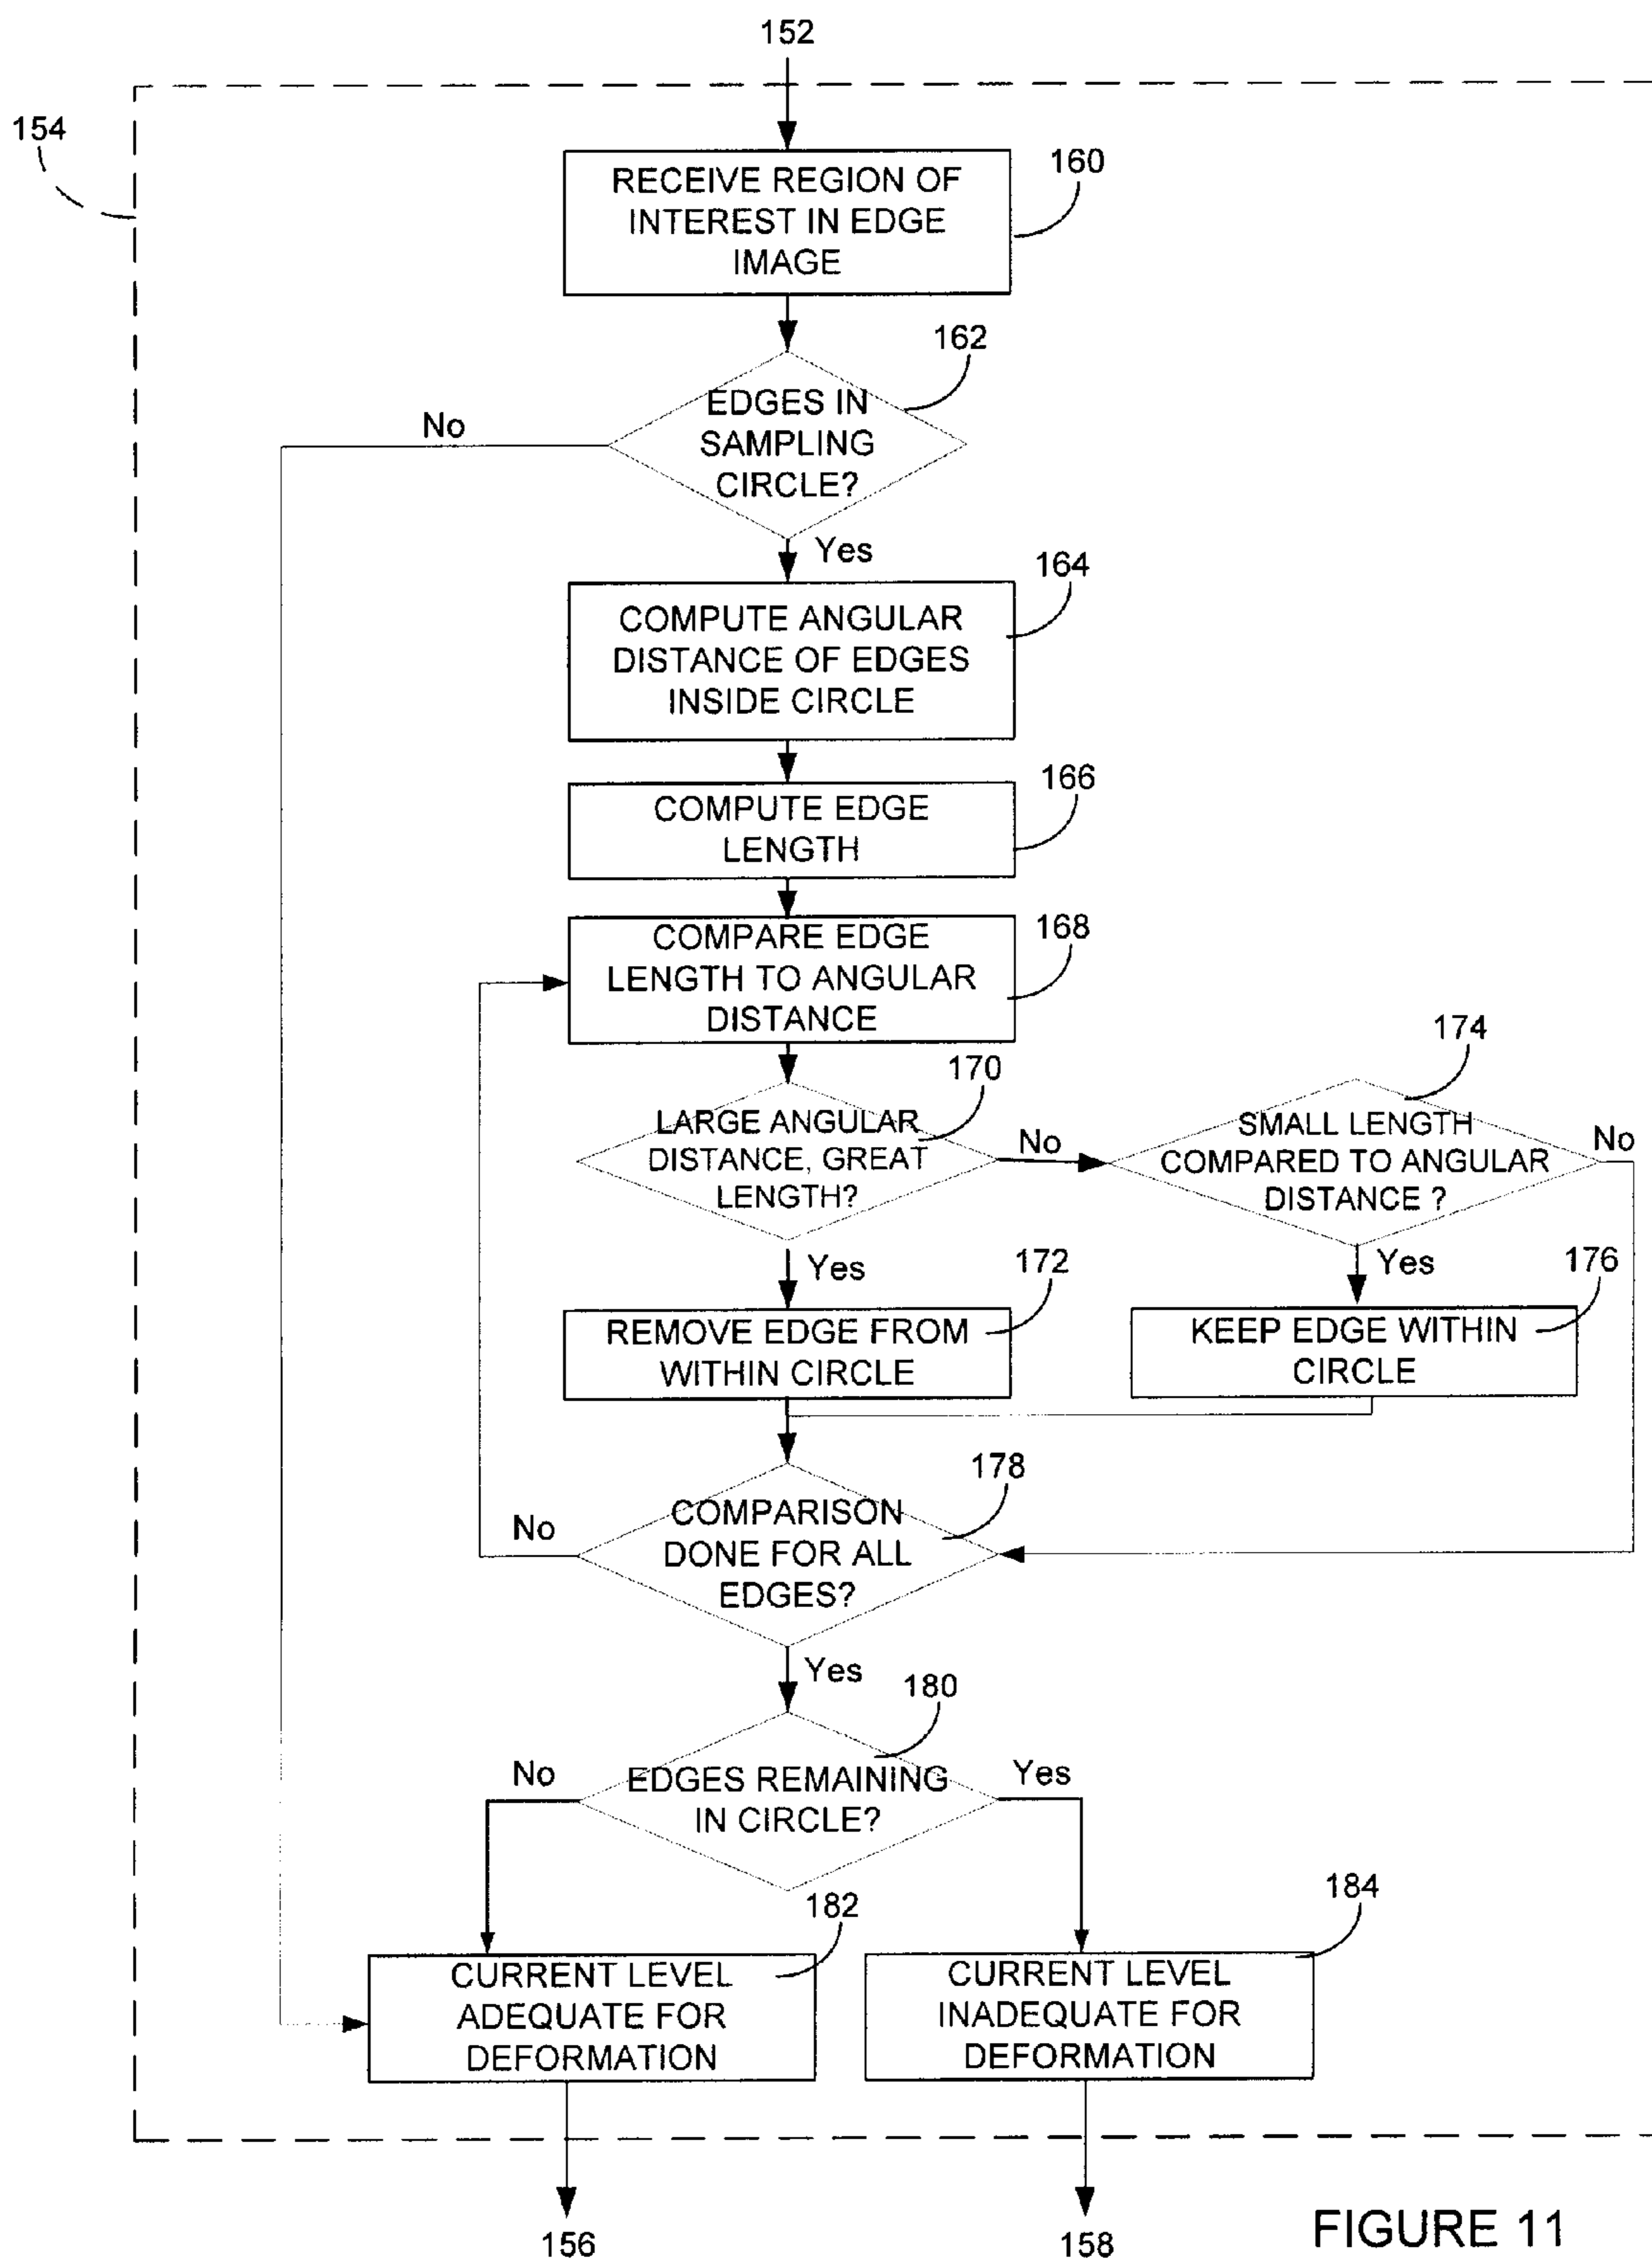 152
154
160
RECEIVE REGION OF
INTEREST IN EDGE
IMAGE
162
EDGES IN
SAMPLING
CIRCLE?
No
Yes
164
COMPUTE ANGULAR
DISTANCE OF EDGES
INSIDE CIRCLE
166
COMPUTE EDGE
LENGTH
168
COMPARE EDGE
LENGTH TO ANGULAR
DISTANCE
170
LARGE ANGULAR
DISTANCE, GREAT
LENGTH?
No
174
SMALL LENGTH
COMPARED TO ANGULAR
DISTANCE ?
No
Yes
172
REMOVE EDGE FROM
WITHIN CIRCLE
Yes
176
KEEP EDGE WITHIN
CIRCLE
178
COMPARISON
DONE FOR ALL
EDGES?
No
Yes
180
EDGES REMAINING
IN CIRCLE?
No
Yes
182
CURRENT LEVEL
ADEQUATE FOR
DEFORMATION
184
CURRENT LEVEL
INADEQUATE FOR
DEFORMATION
156
158
FIGURE 11